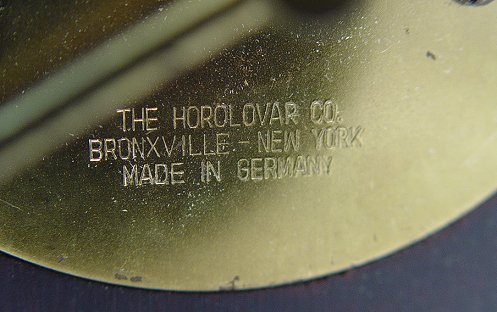 THE HOROLOVAR CO.
BRONXVILLE - NEW YORK
MADE IN GERMANY